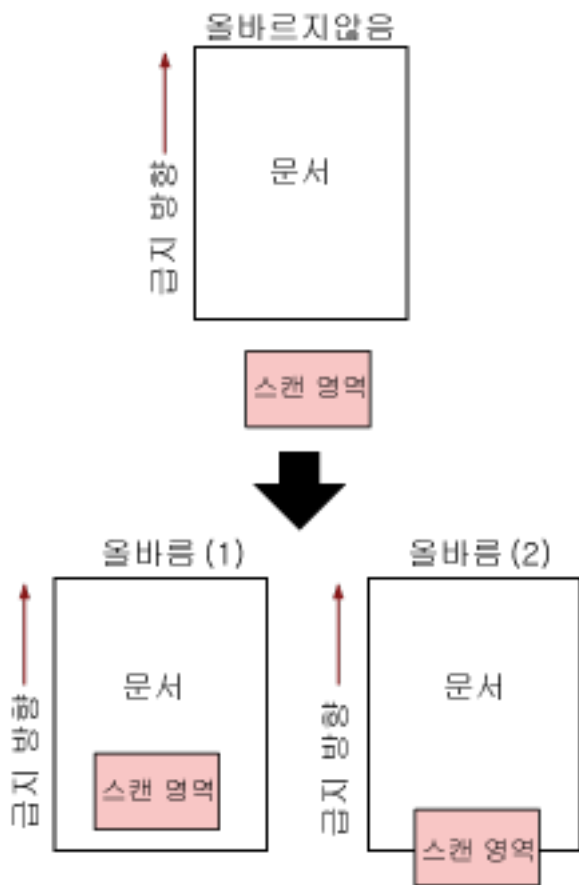 올바르지않음
급지 방향
문서
스캔 영역
올바름 (1)
급지 방향
문서
스캔 영역
올바름 (2)
급지 방향
문서
스캔 영역